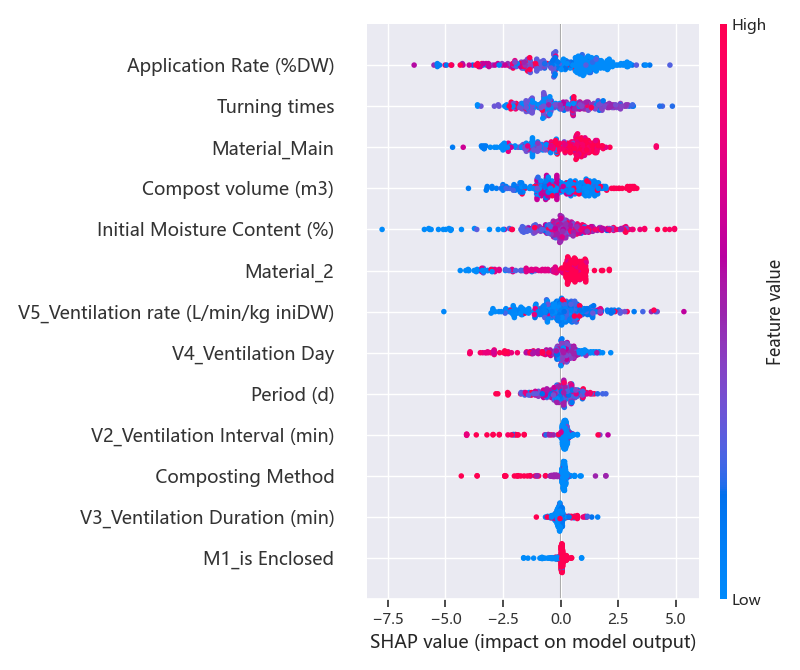 High
Application Rate (%DW)
Turning times
Material_Main
Compost volume (m3)
Initial Moisture Content (%)
Material_2
V5_Ventilation rate (L/min/kg iniDW)
V4_Ventilation Day
Period (d)
V2_Ventilation Interval (min)
Composting Method
V3_Ventilation Duration (min)
M1_is Enclosed
Feature value
Low
−7.5 −5.0 −2.5 0.0 2.5 5.0
SHAP value (impact on model output)